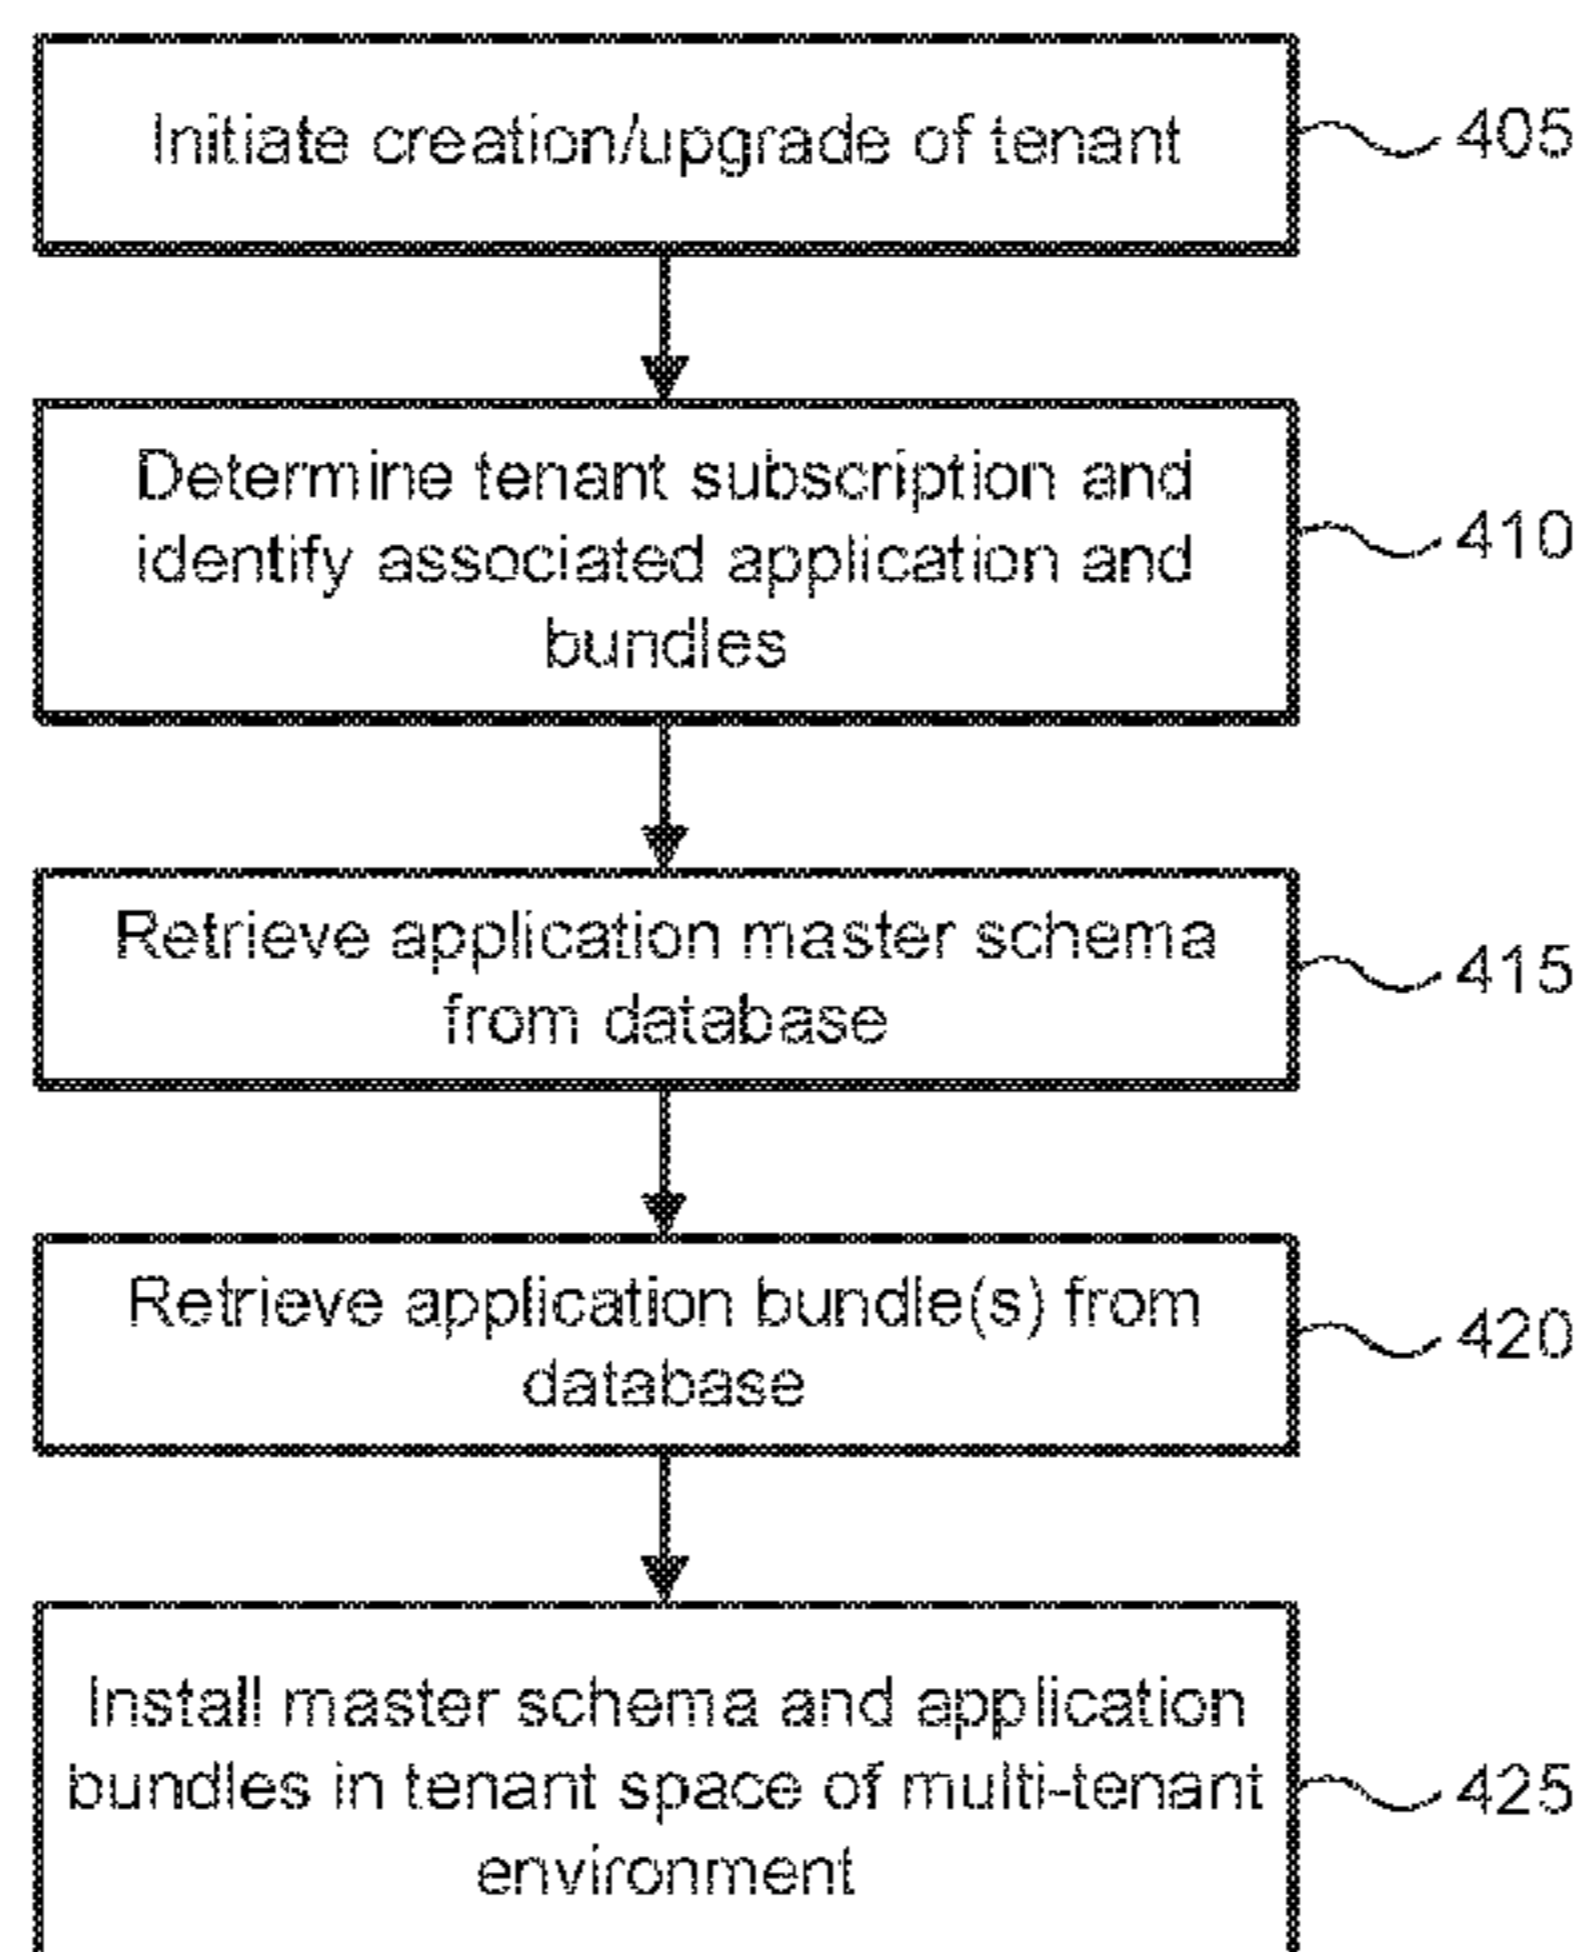 Initiate creation/upgrade of tenant
405
Determine tenant subscription and
identify associated application and
bundles
410
Retrieve application master schema
from database
415
Retrieve application bundle(s) from
database
420
Install master schema and application
bundles in tenant space of multi-tenant
environment
425